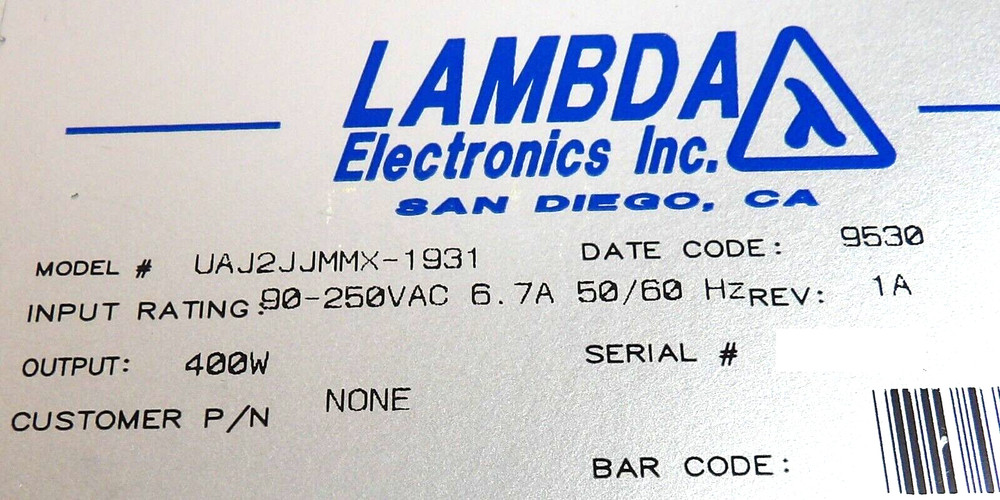 LAMBDA λ
Electronics Inc.
SAN DIEGO, CA
MODEL # UAJ2JJMMX-1931 DATE CODE: 9530
INPUT RATING: 90-250VAC 6.7A 50/60 Hz REV: 1A
OUTPUT: 400W SERIAL #
CUSTOMER P/N NONE
BAR CODE: